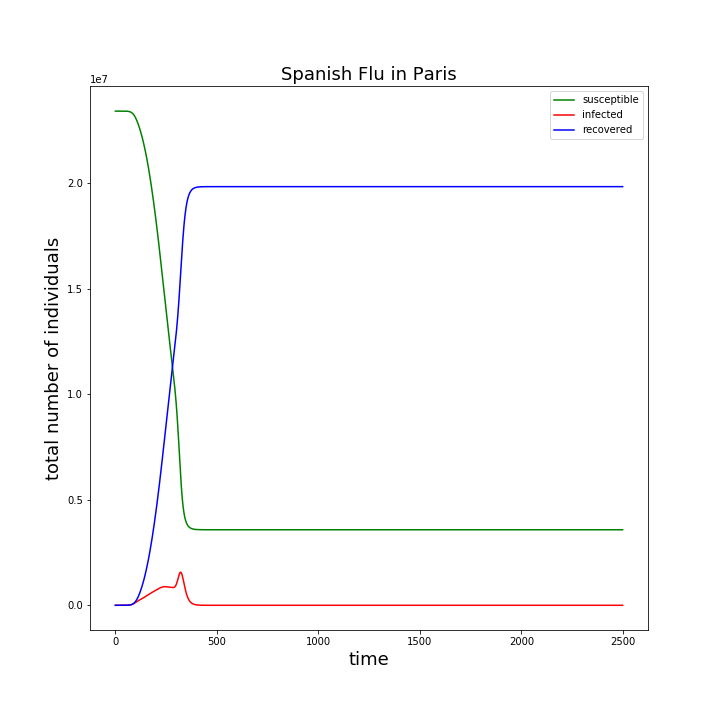 Spanish Flu in Paris
1e7
susceptible
infected
recovered
2.0
1.5
1.0
0.5
0.0
total number of individuals
0 500 1000 1500 2000 2500
time